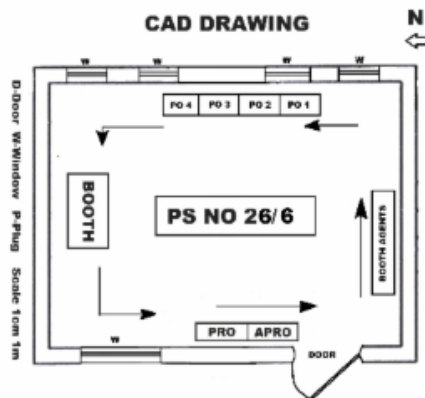 CAD DRAWING
N
W W W W
PO 4 PO 3 PO 2 PO 1
D-Door W-Window P-Plug Scale 1cm 1m
BOOTH
PS NO 26/6
BOOTH AGENTS
PRO APRO
W
DOOR